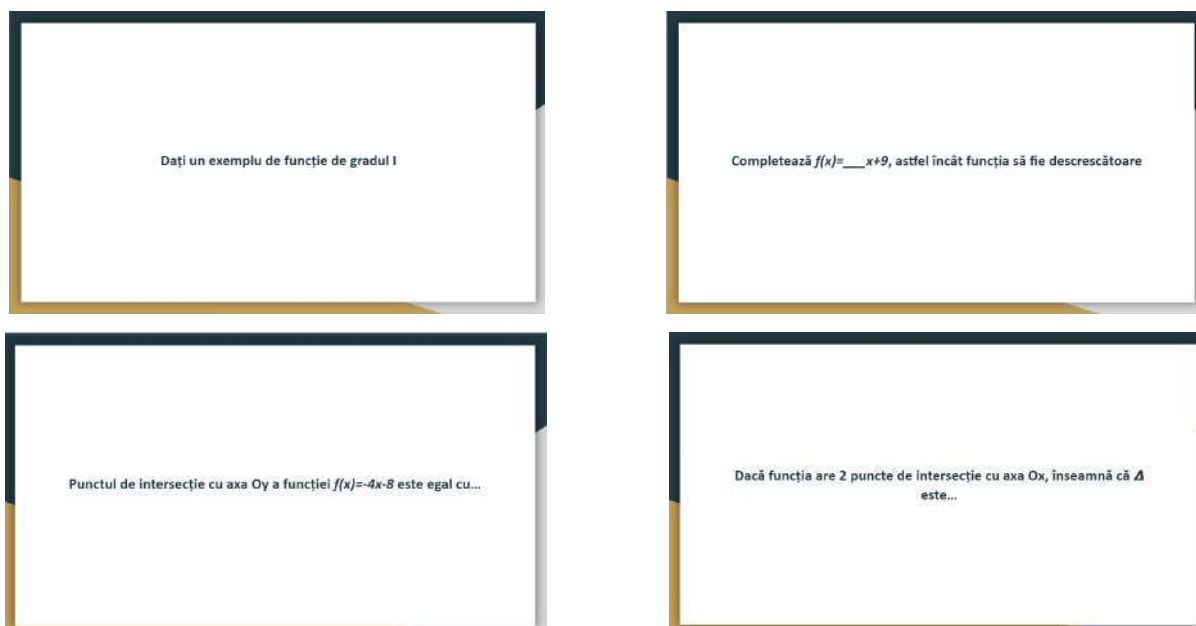 Dați un exemplu de funcție de gradul I
Completează f(x)=___x+9, astfel încât funcția să fie descrescătoare
Punctul de intersecție cu axa Oy a funcției f(x)=-4x-8 este egal cu...
Dacă funcția are 2 puncte de intersecție cu axa Ox, înseamnă că Δ
este...